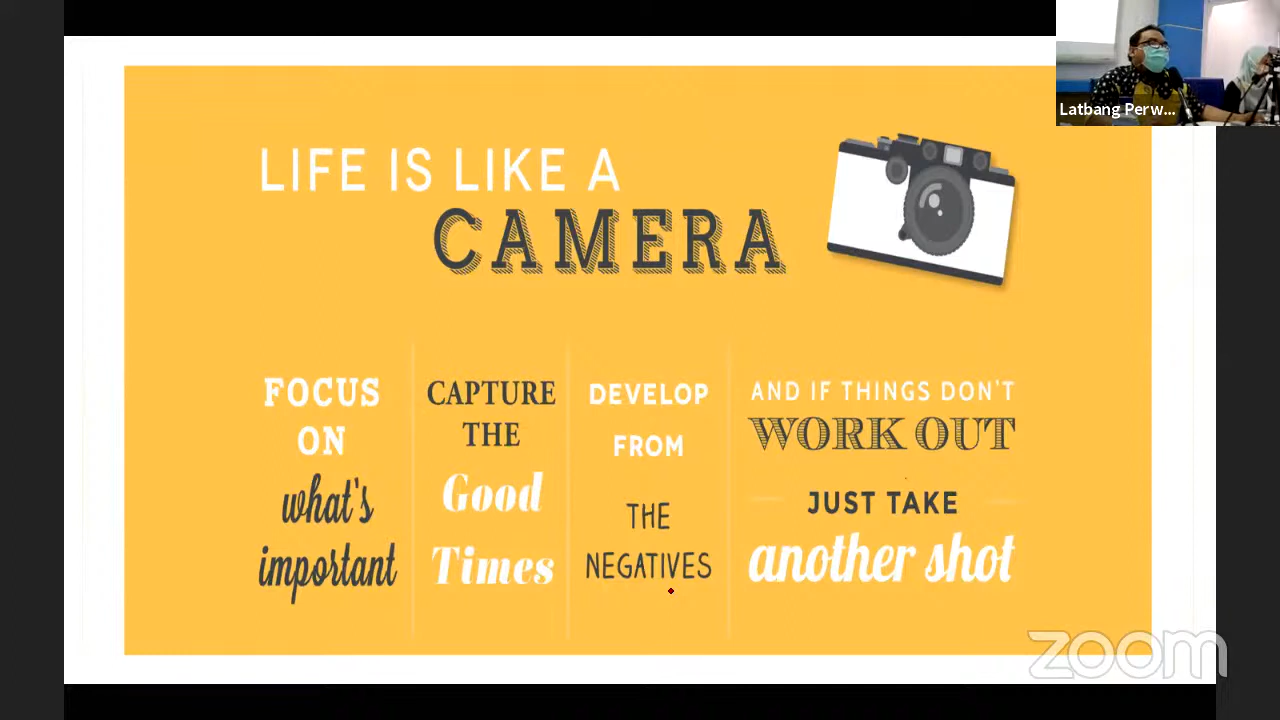 LIFE IS LIKE A
CAMERA
FOCUS
ON
what's
important
CAPTURE
THE
Good
Times
DEVELOP
FROM
THE
NEGATIVES
AND IF THINGS DON'T
WORK OUT
JUST TAKE
another shot
Latbang Perw...
zoom